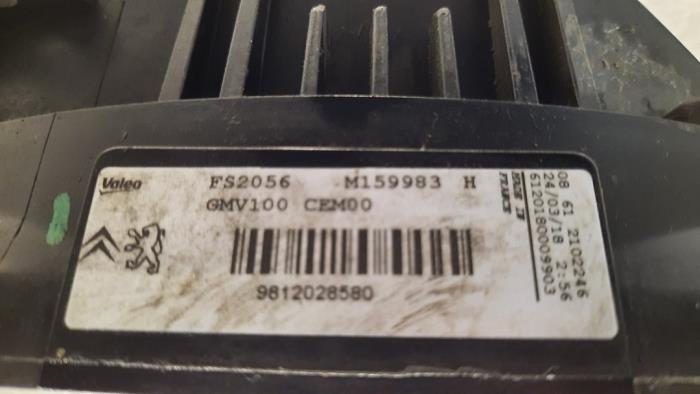 Valeo
FS2056 M159983 H
GMV100 CEM00
9812028580
MADE IN
FRANCE
08 61 2102246
24/03/18 2:56
6120180009903